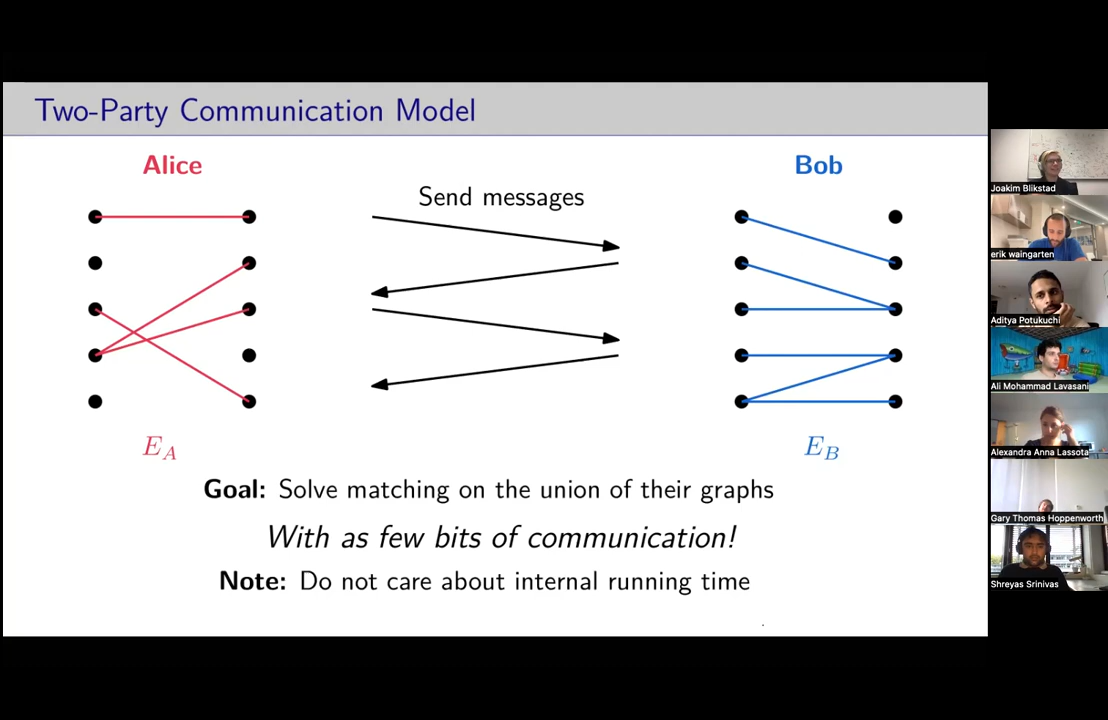 Two-Party Communication Model
Alice
Bob
Send messages
E_A
E_B
Goal: Solve matching on the union of their graphs
With as few bits of communication!
Note: Do not care about internal running time
Joakim Blikstad
erik waingarten
Aditya Potukuchi
Ali Mohammad Lavasani
Alexandra Anna Lassota
Gary Thomas Hoppenworth
Shreyas Srinivas